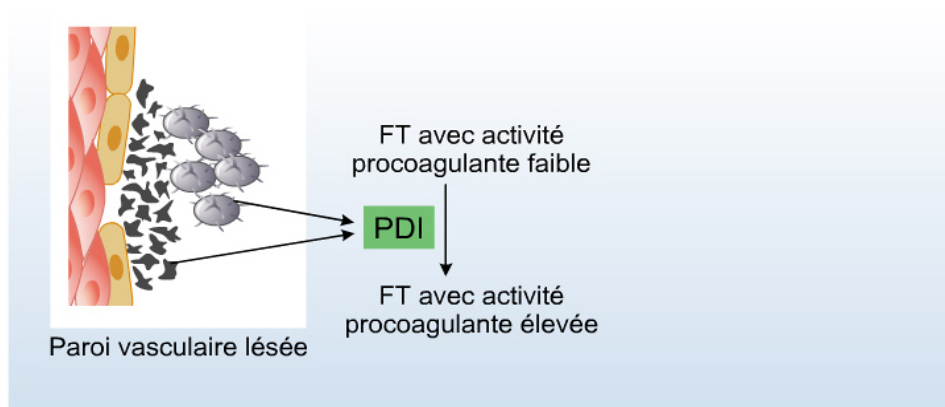 FT avec activité
procoagulante faible
PDI
FT avec activité
procoagulante élevée
Paroi vasculaire lésée